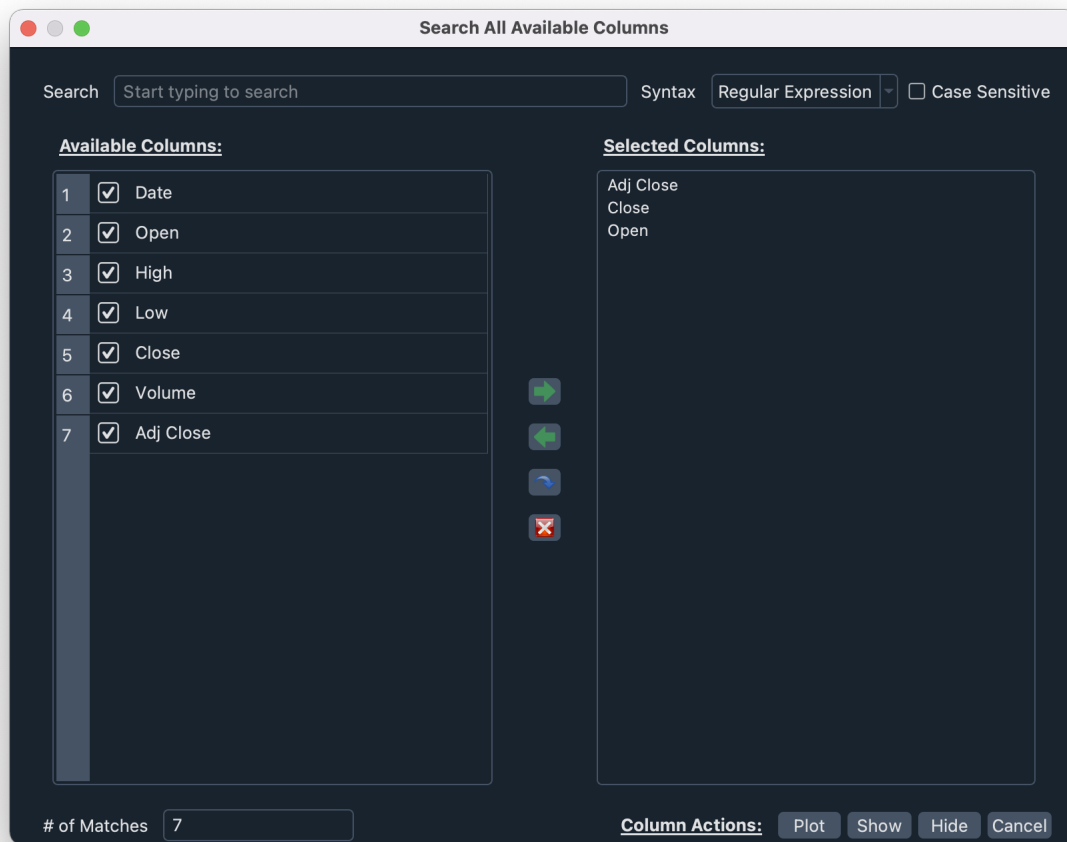 Search All Available Columns
Search Start typing to search Syntax Regular Expression Case Sensitive
Available Columns:
1 Date
2 Open
3 High
4 Low
5 Close
6 Volume
7 Adj Close
Selected Columns:
Adj Close
Close
Open
# of Matches 7 Column Actions: Plot Show Hide Cancel